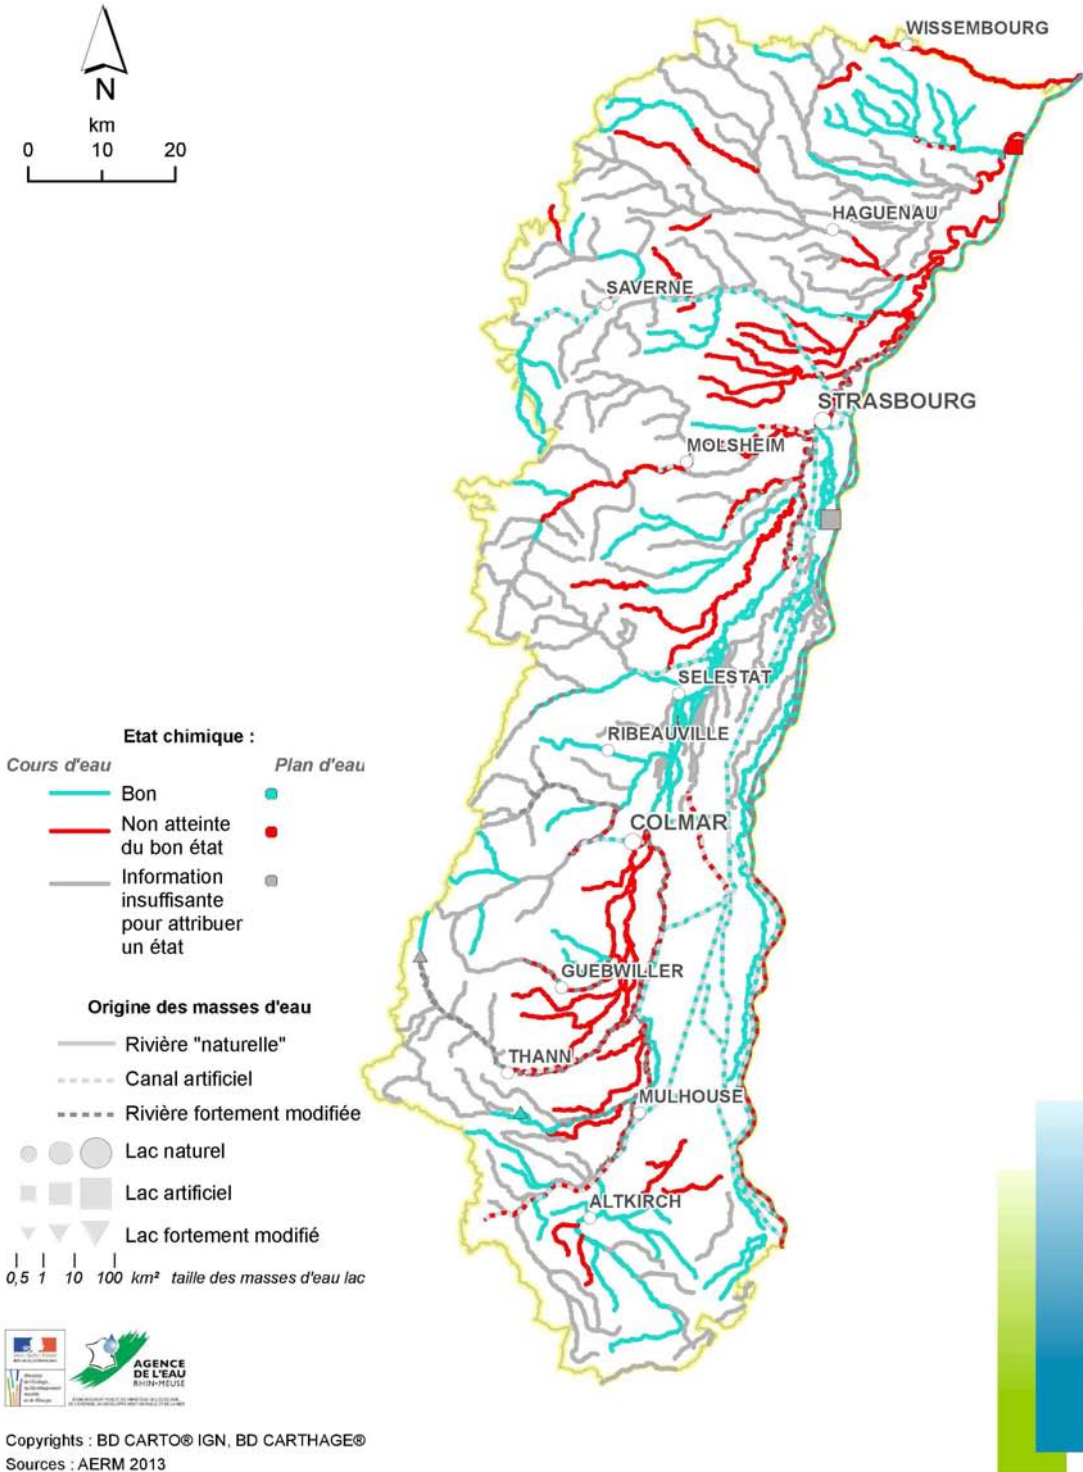 WISSEMBOURG
N
km
0 10 20
HAGUENAU
SAVERNE
STRASBOURG
MOLSHEIM
SELESTAT
RIBEAUVILLE
COLMAR
GUEBWILLER
THANN
MULHOUSE
ALTKIRCH
Etat chimique :
Cours d'eau Plan d'eau
Bon
Non atteinte
du bon état
Information
insuffisante
pour attribuer
un état
Origine des masses d'eau
Rivière "naturelle"
Canal artificiel
Rivière fortement modifiée
Lac naturel
Lac artificiel
Lac fortement modifié
0,5 1 10 100 km² taille des masses d'eau lac
AGENCE
DE L'EAU
RHIN-MEUSE
Copyrights : BD CARTO® IGN, BD CARTHAGE®
Sources : AERM 2013